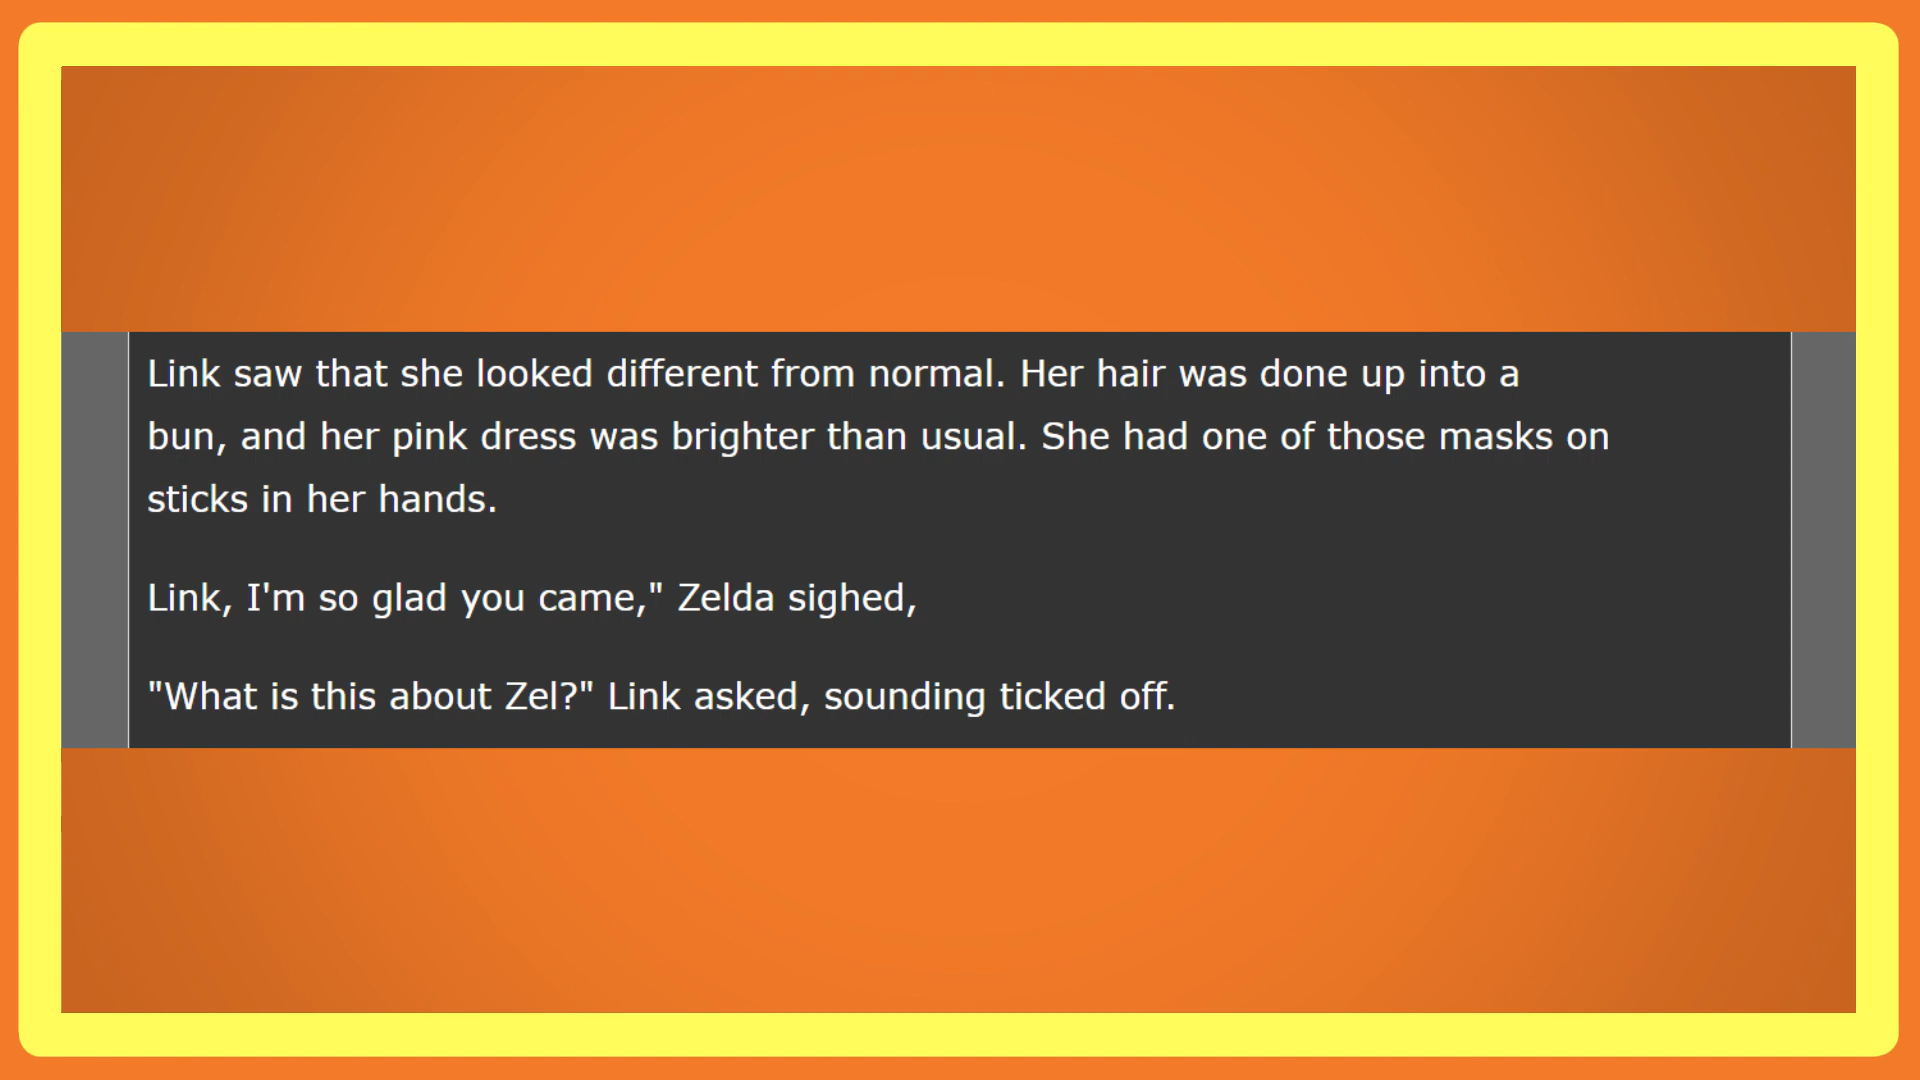 Link saw that she looked different from normal. Her hair was done up into a
bun, and her pink dress was brighter than usual. She had one of those masks on
sticks in her hands.
Link, I'm so glad you came," Zelda sighed,
"What is this about Zel?" Link asked, sounding ticked off.